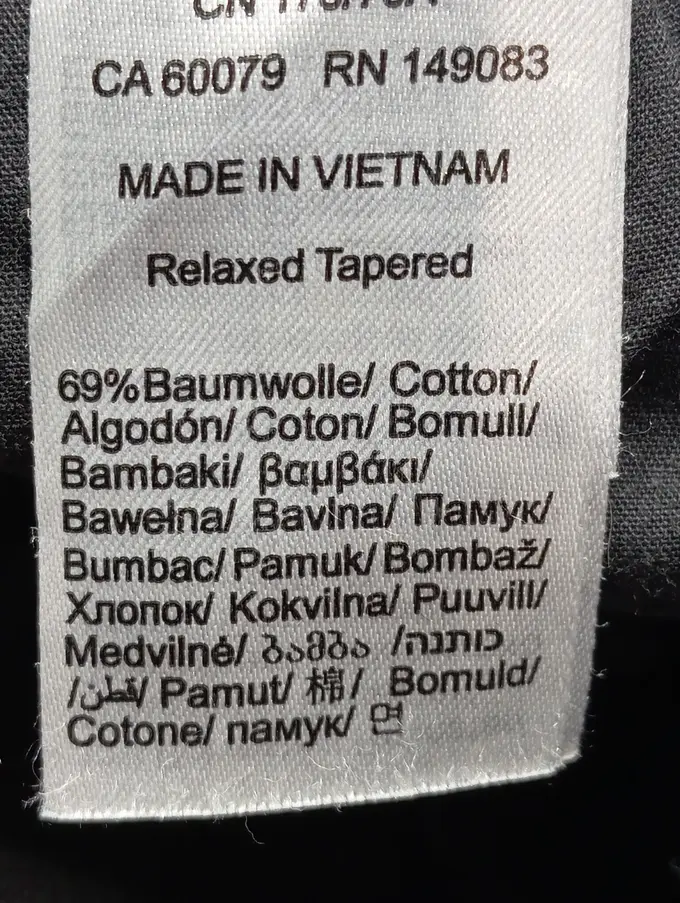 CA 60079 RN 149083
MADE IN VIETNAM
Relaxed Tapered
69%Baumwolle/ Cotton/
Algodón/ Coton/ Bomull/
Bambaki/ βαμβάκι/
Bawełna/ Bavlna/ Памук/
Bumbac/ Pamuk/ Bombaž/
Хлопок/ Kokvilna/ Puuvill/
Medvilnė/ ბამბა /כותנה/
/قطن/ Pamut/ 棉/ Bomuld/
Cotone/ памук/ 면